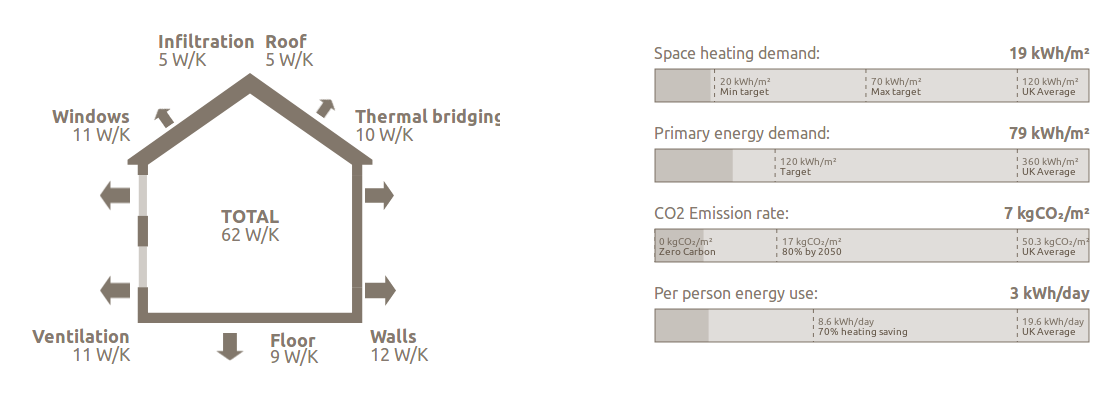 Infiltration
5 W/K
Roof
5 W/K
Windows
11 W/K
Thermal bridging
10 W/K
TOTAL
62 W/K
Ventilation
11 W/K
Floor
9 W/K
Walls
12 W/K
Space heating demand: 19 kWh/m²
20 kWh/m² 70 kWh/m² 120 kWh/m²
Min target Max target UK Average
Primary energy demand: 79 kWh/m²
120 kWh/m² 360 kWh/m²
Target UK Average
CO2 Emission rate: 7 kgCO₂/m²
0 kgCO₂/m² 17 kgCO₂/m² 50.3 kgCO₂/m²
Zero Carbon 80% by 2050 UK Average
Per person energy use: 3 kWh/day
8.6 kWh/day 19.6 kWh/day
70% heating saving UK Average